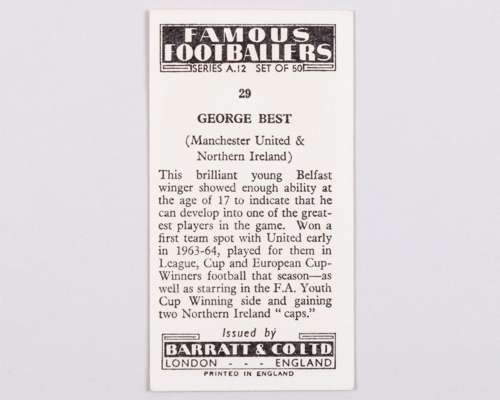 FAMOUS
FOOTBALLERS
SERIES A.12 SET OF 50
29
GEORGE BEST
(Manchester United &
Northern Ireland)
This brilliant young Belfast
winger showed enough ability at
the age of 17 to indicate that he
can develop into one of the great-
est players in the game. Won a
first team spot with United early
in 1963-64, played for them in
League, Cup and European Cup-
Winners football that season—as
well as starring in the F.A. Youth
Cup Winning side and gaining
two Northern Ireland “ caps.”
Issued by
BARRATT & CO LTD
LONDON - - - ENGLAND
PRINTED IN ENGLAND